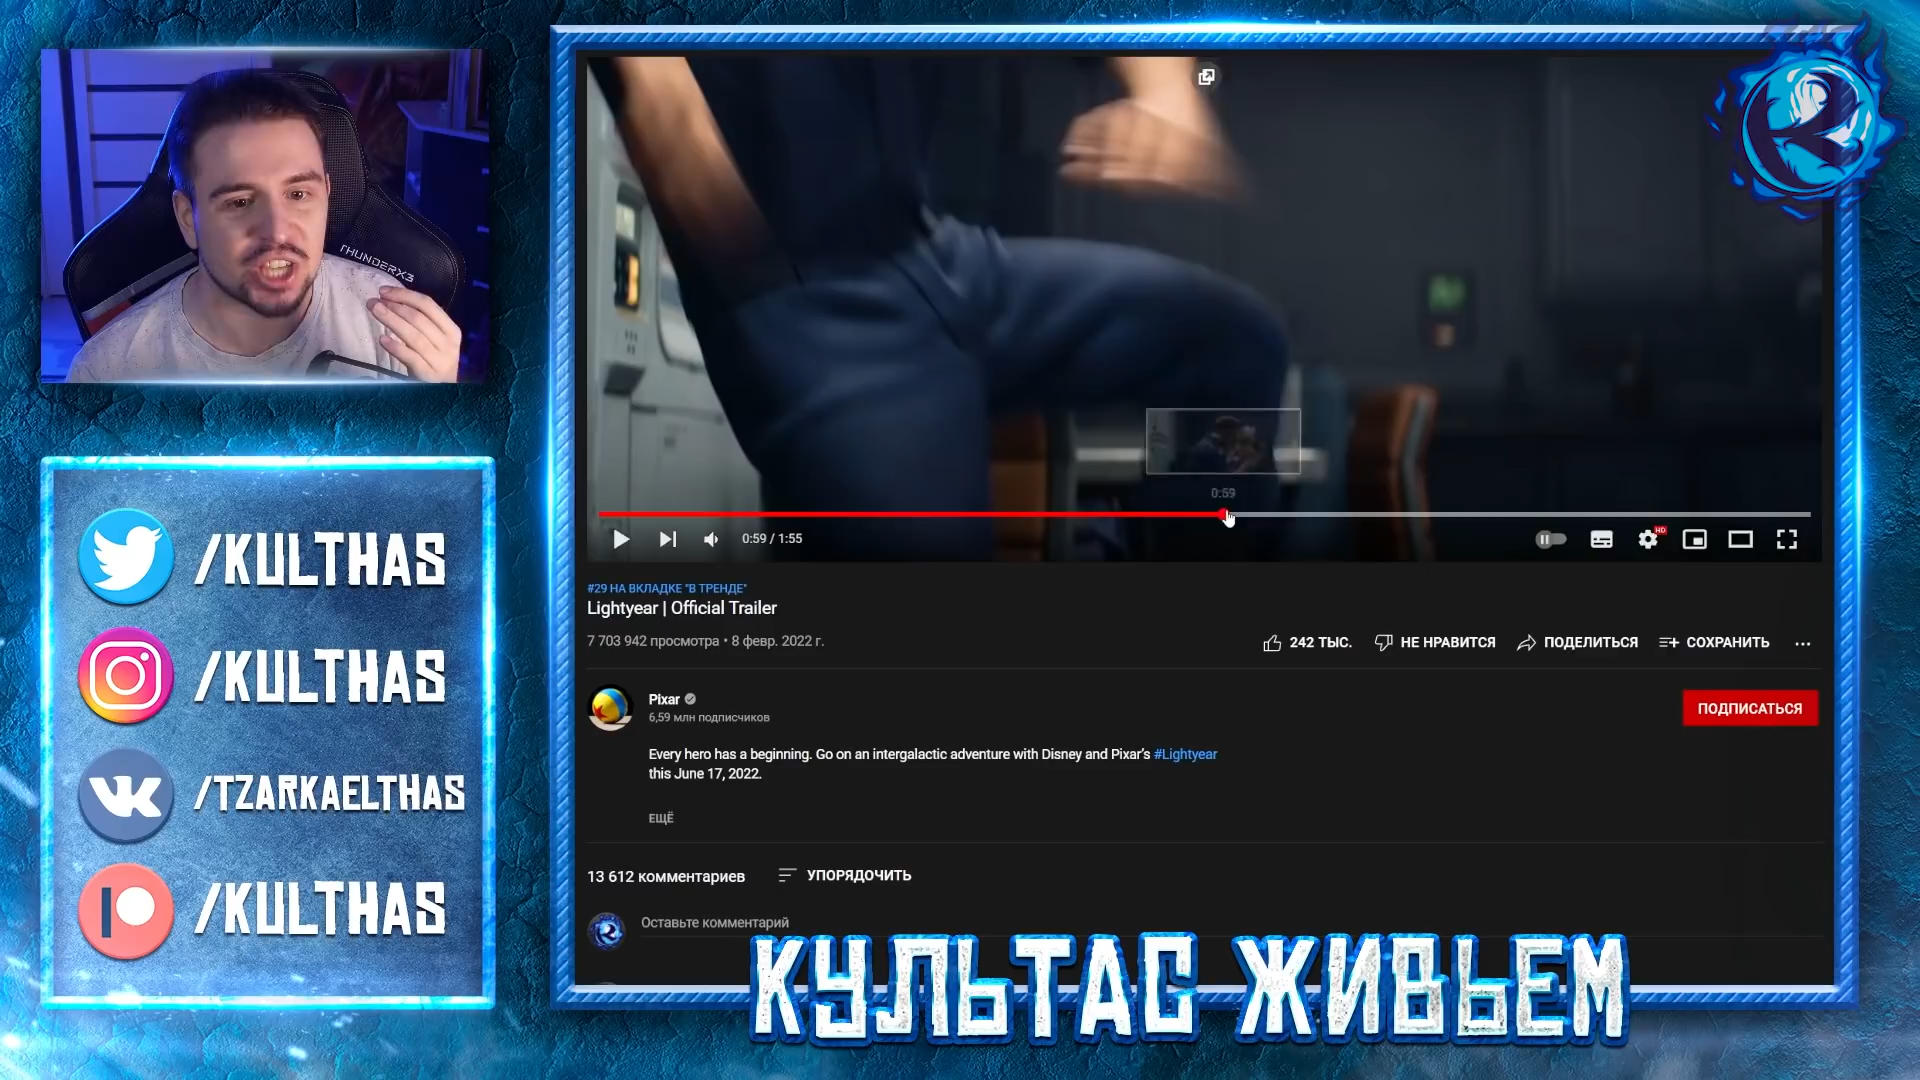 THUNDERX3
/KULTHAS
/KULTHAS
/TZARKAELTHAS
/KULTHAS
0:59
0:59 / 1:55
HD
#29 НА ВКЛАДКЕ "В ТРЕНДЕ"
Lightyear | Official Trailer
7 703 942 просмотра • 8 февр. 2022 г.
242 ТЫС.
НЕ НРАВИТСЯ
ПОДЕЛИТЬСЯ
СОХРАНИТЬ
Pixar
6,59 млн подписчиков
ПОДПИСАТЬСЯ
Every hero has a beginning. Go on an intergalactic adventure with Disney and Pixar's #Lightyear
this June 17, 2022.
ЕЩЁ
13 612 комментариев
УПОРЯДОЧИТЬ
Оставьте комментарий
КУЛЬТАС ЖИВЬЕМ